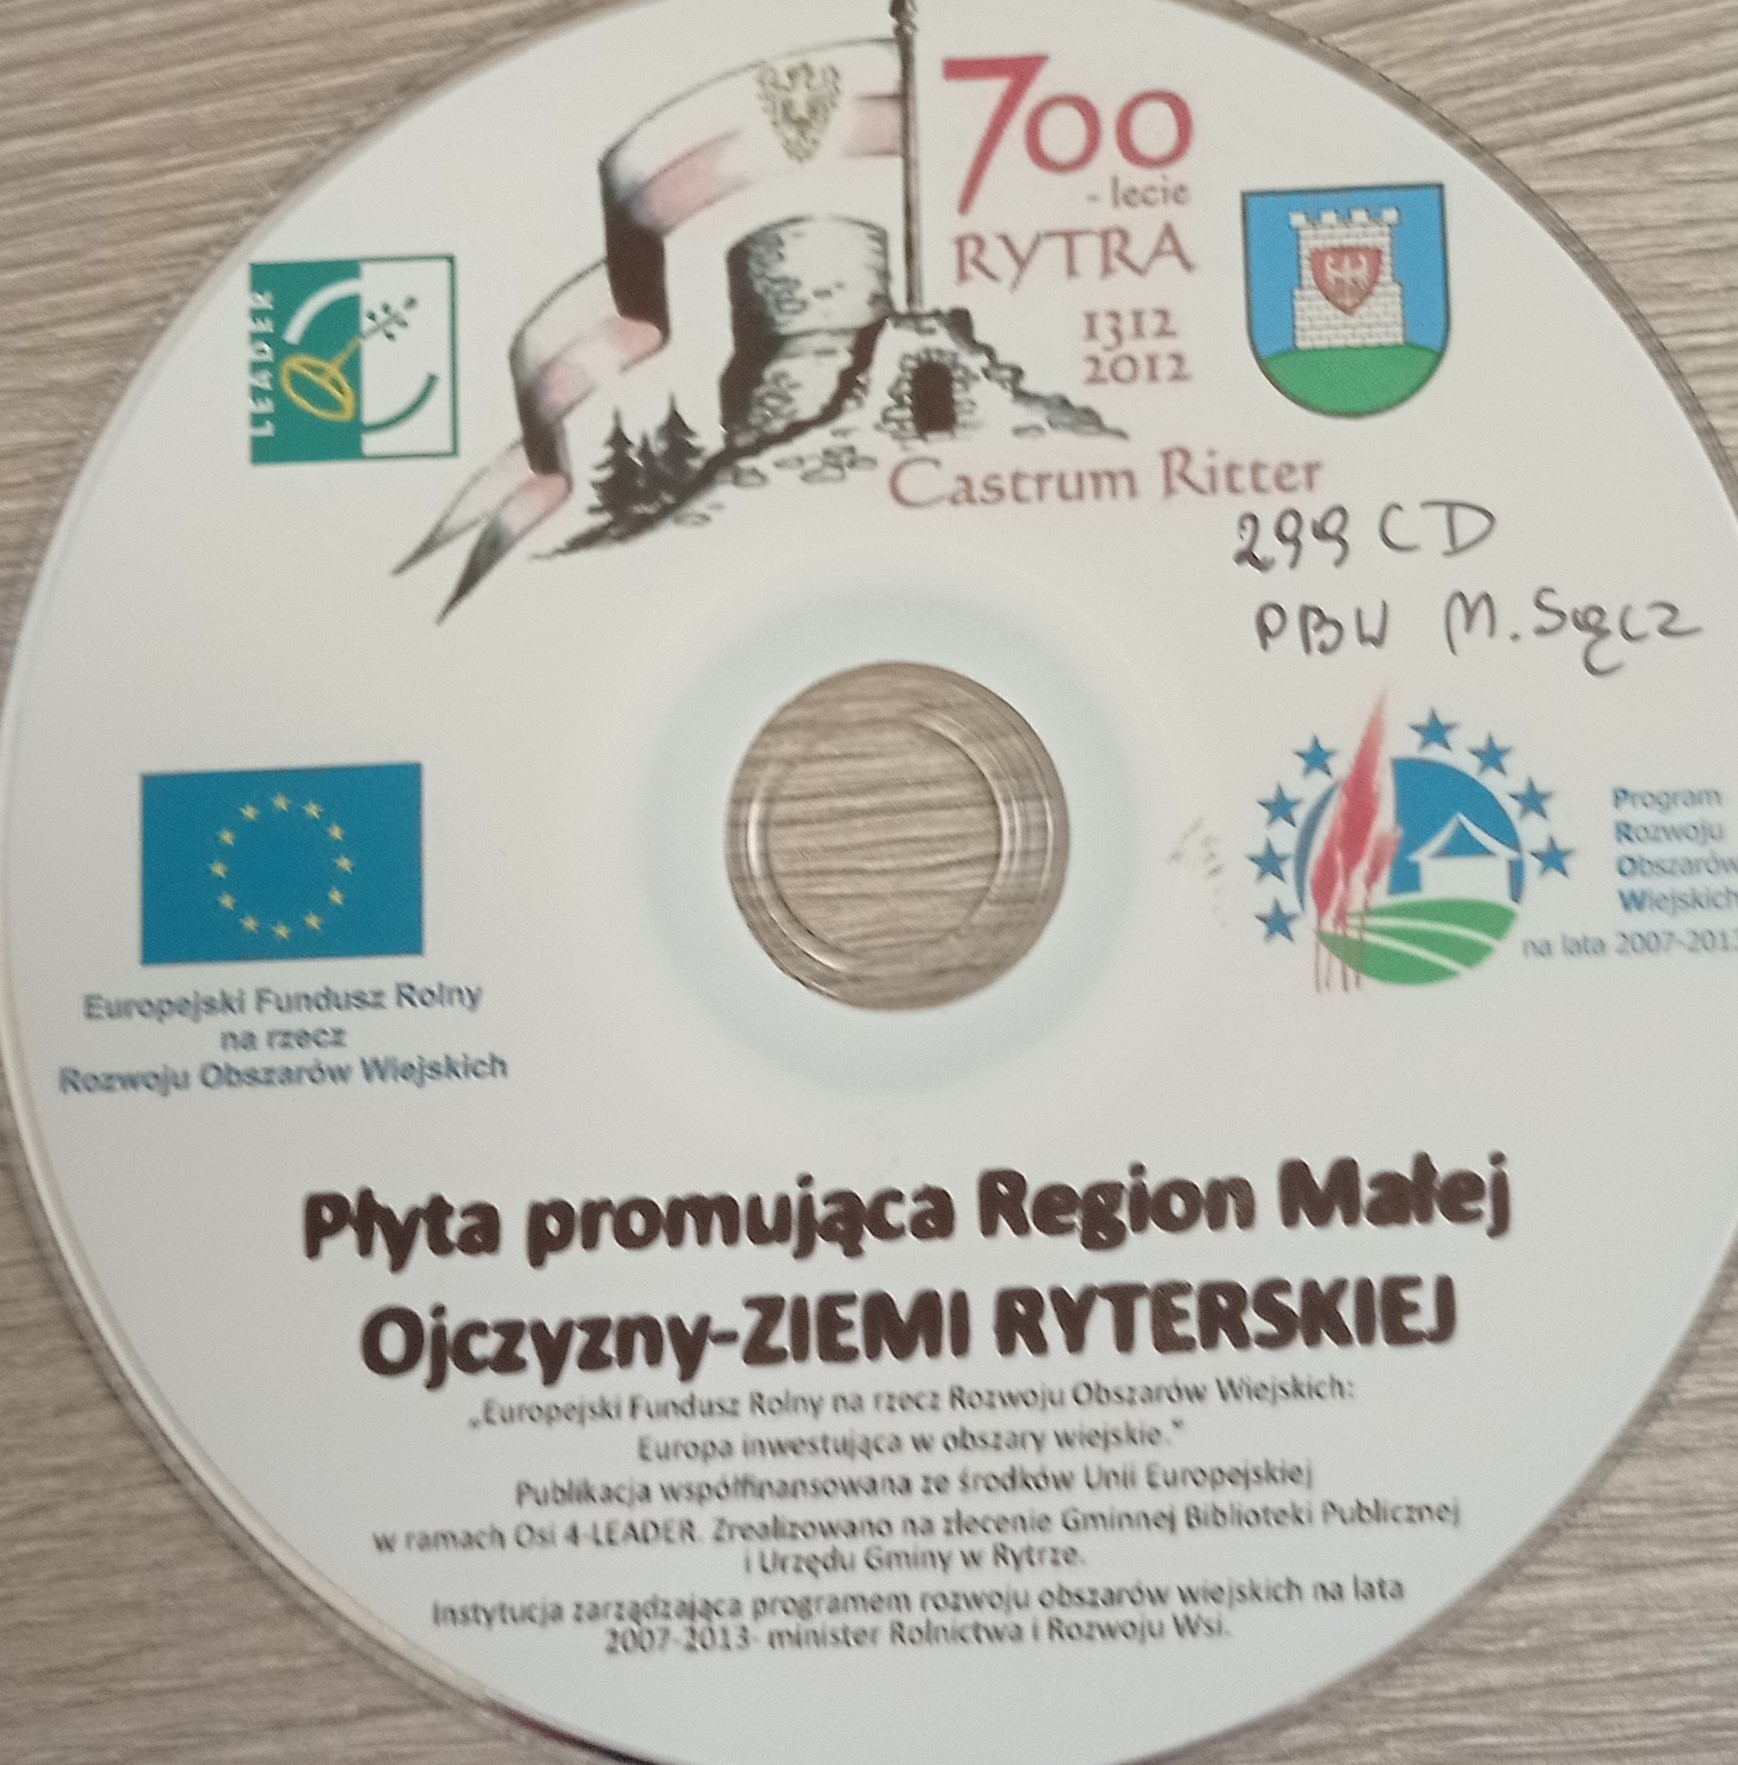 700
- lecie
RYTRA
1312
2012
LEADER
Castrum Ritter
299 CD
PBW N. Sącz
Program
Rozwoju
Obszarów
Wiejskich
na lata 2007-2013
Europejski Fundusz Rolny
na rzecz
Rozwoju Obszarów Wiejskich
Płyta promująca Region Małej
Ojczyzny-ZIEMI RYTERSKIEJ
„Europejski Fundusz Rolny na rzecz Rozwoju Obszarów Wiejskich:
Europa inwestująca w obszary wiejskie."
Publikacja współfinansowana ze środków Unii Europejskiej
w ramach Osi 4-LEADER. Zrealizowano na zlecenie Gminnej Biblioteki Publicznej
i Urzędu Gminy w Rytrze.
Instytucja zarządzająca programem rozwoju obszarów wiejskich na lata
2007-2013- minister Rolnictwa i Rozwoju Wsi.